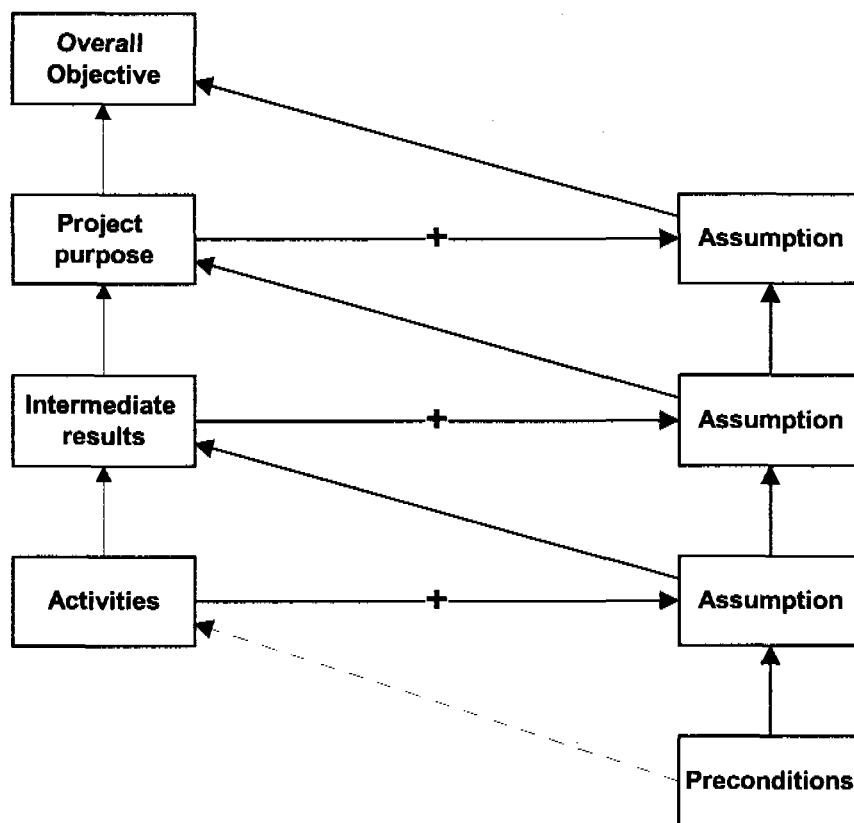 Overall
Objective
Project
purpose
+
Assumption
Intermediate
results
+
Assumption
Activities
+
Assumption
Preconditions